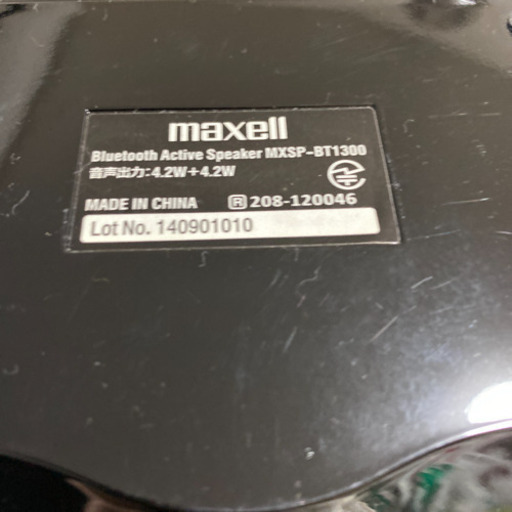 maxell
Bluetooth Active Speaker MXSP-BT1300
音声出力:4.2W+4.2W
MADE IN CHINA R 208-120046
Lot No. 140901010